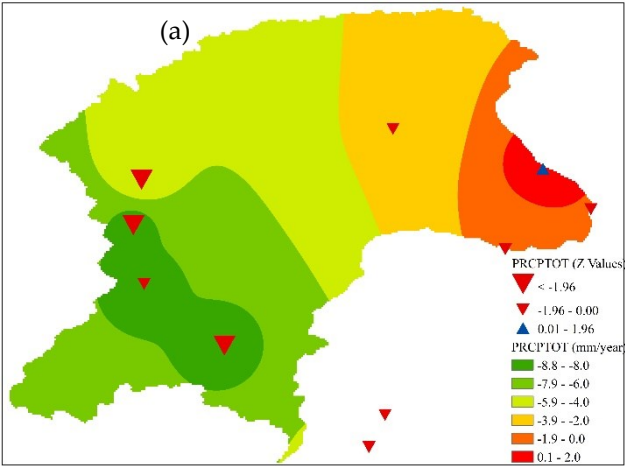 (a)
PRCPTOT (Z Values)
< -1.96
-1.96 - 0.00
0.01 - 1.96
PRCPTOT (mm/year)
-8.8 - -8.0
-7.9 - -6.0
-5.9 - -4.0
-3.9 - -2.0
-1.9 - 0.0
0.1 - 2.0